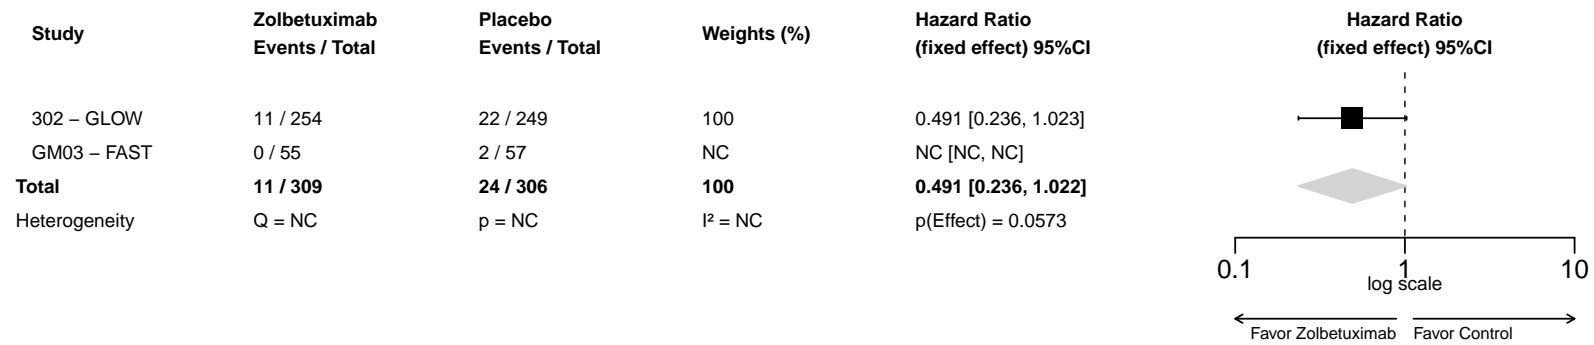 Study Zolbetuximab Events / Total Placebo Events / Total Weights (%) Hazard Ratio (fixed effect) 95%CI Hazard Ratio (fixed effect) 95%CI
302 − GLOW 11 / 254 22 / 249 100 0.491 [0.236, 1.023]
GM03 − FAST 0 / 55 2 / 57 NC NC [NC, NC]
Total 11 / 309 24 / 306 100 0.491 [0.236, 1.022]
Heterogeneity Q = NC p = NC I² = NC p(Effect) = 0.0573
0.1 1 10
log scale
Favor Zolbetuximab Favor Control